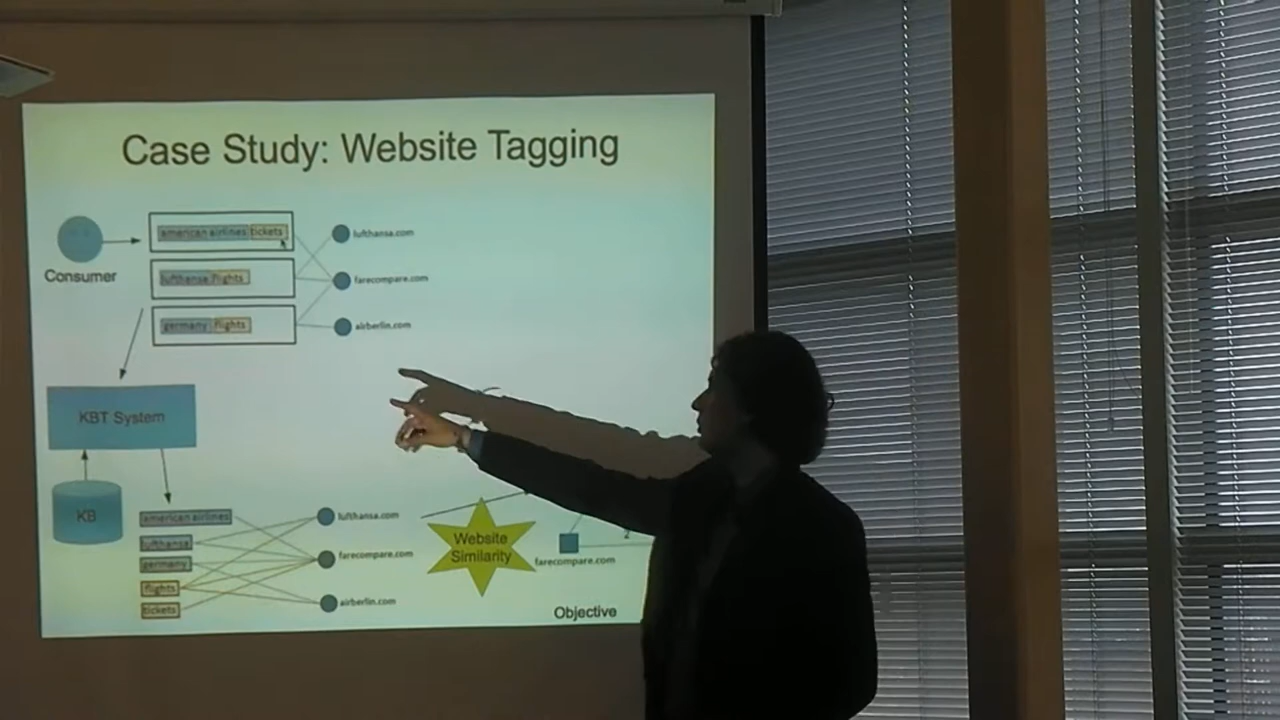 Case Study: Website Tagging
american airlines tickets
lufthansa.com
Consumer
lufthansa flights
farecompare.com
germany flights
airberlin.com
KBT System
KB
american airlines
lufthansa
germany
flights
tickets
lufthansa.com
farecompare.com
airberlin.com
Website
Similarity
farecompare.com
Objective